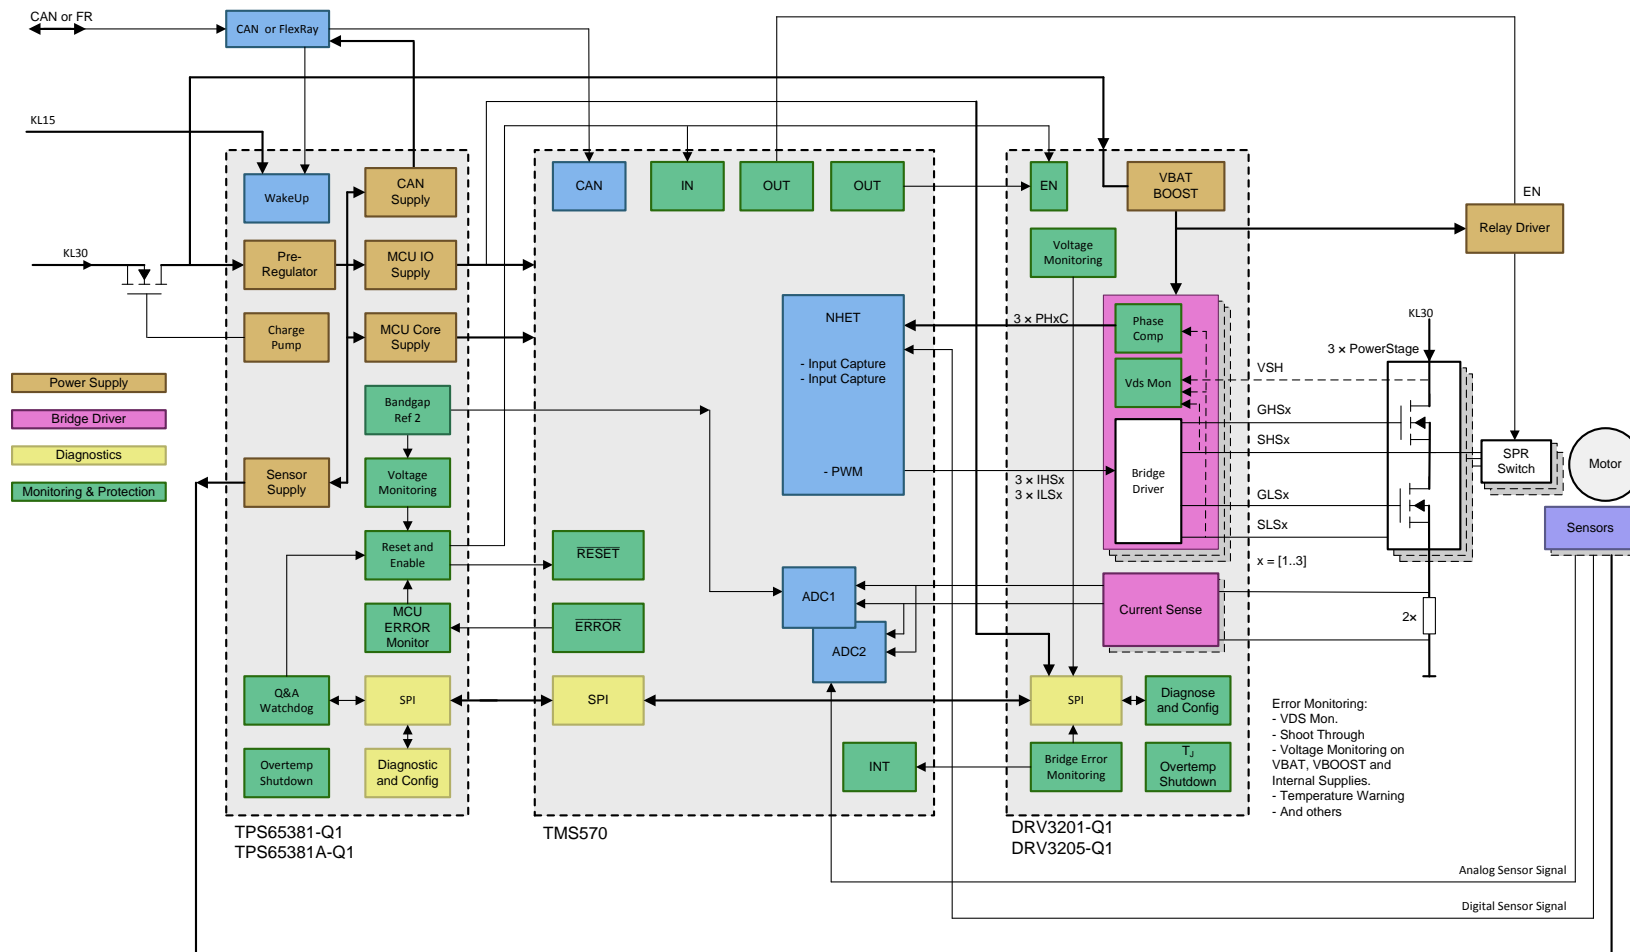 CAN or FR
CAN or FlexRay
KL15
WakeUp
CAN
Supply
CAN
IN
OUT
OUT
EN
VBAT
BOOST
EN
Relay Driver
KL30
Pre-
Regulator
MCU IO
Supply
Voltage
Monitoring
Charge
Pump
MCU Core
Supply
NHET
- Input Capture
- Input Capture
- PWM
3 × PHxC
Phase
Comp
Vds Mon
KL30
3 × PowerStage
VSH
GHSx
SHSx
GLSx
SLSx
x = [1..3]
Power Supply
Bridge Driver
Diagnostics
Monitoring & Protection
Bandgap
Ref 2
Sensor
Supply
Voltage
Monitoring
3 × IHSx
3 × ILSx
Bridge
Driver
SPR
Switch
Motor
Sensors
Reset and
Enable
RESET
ADC1
ADC2
Current Sense
2×
MCU
ERROR
Monitor
ERROR
Q&A
Watchdog
SPI
SPI
SPI
Diagnose
and Config
Overtemp
Shutdown
Diagnostic
and Config
INT
Bridge Error
Monitoring
TJ
Overtemp
Shutdown
Error Monitoring:
- VDS Mon.
- Shoot Through
- Voltage Monitoring on
VBAT, VBOOST and
Internal Supplies.
- Temperature Warning
- And others
TPS65381-Q1
TPS65381A-Q1
TMS570
DRV3201-Q1
DRV3205-Q1
Analog Sensor Signal
Digital Sensor Signal